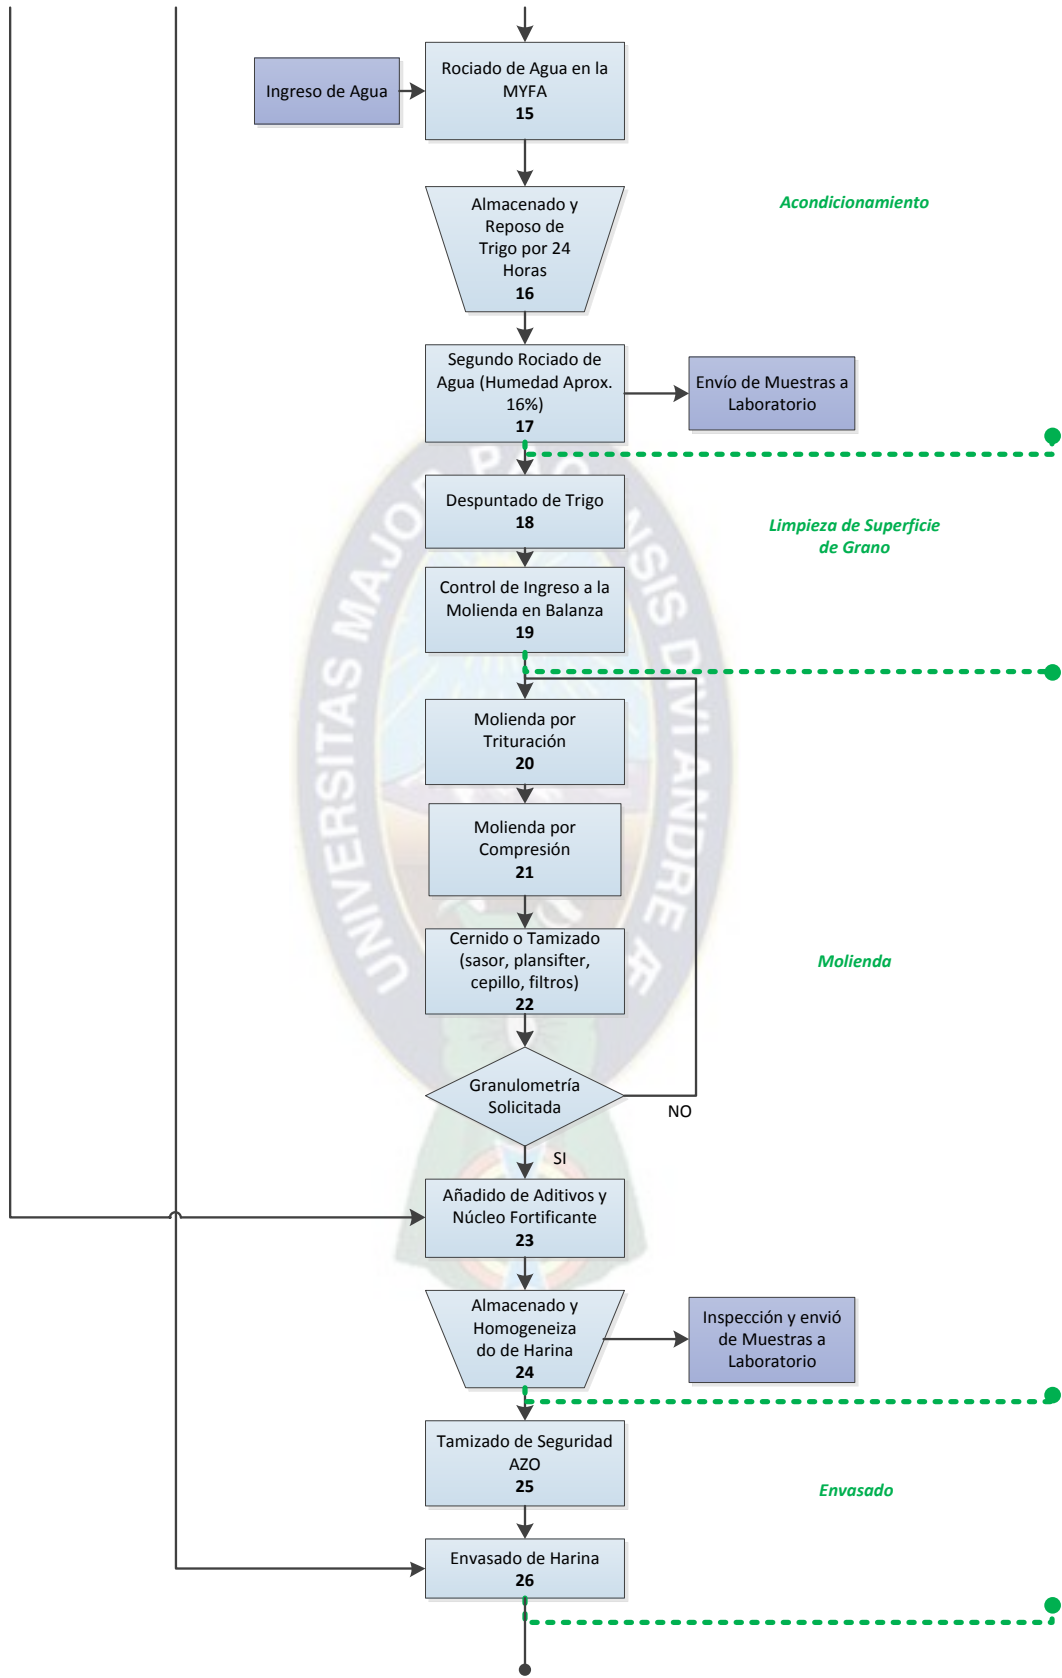 Rociado de Agua en la
MYFA
15
Ingreso de Agua
Acondicionamiento
Almacenado y
Reposo de
Trigo por 24
Horas
16
Segundo Rociado de
Agua (Humedad Aprox.
16%)
17
Envío de Muestras a
Laboratorio
Despuntado de Trigo
18
Limpieza de Superficie
de Grano
Control de Ingreso a la
Molienda en Balanza
19
Molienda por
Trituración
20
Molienda por
Compresión
21
Cernido o Tamizado
(sasor, plansifter,
cepillo, filtros)
22
Molienda
Granulometría
Solicitada
NO
SI
Añadido de Aditivos y
Núcleo Fortificante
23
Almacenado y
Homogeneiza
do de Harina
24
Inspección y envió
de Muestras a
Laboratorio
Tamizado de Seguridad
AZO
25
Envasado
Envasado de Harina
26
UNIVERSITAS MAJOR PACENSIS DIVI ANDRE Æ